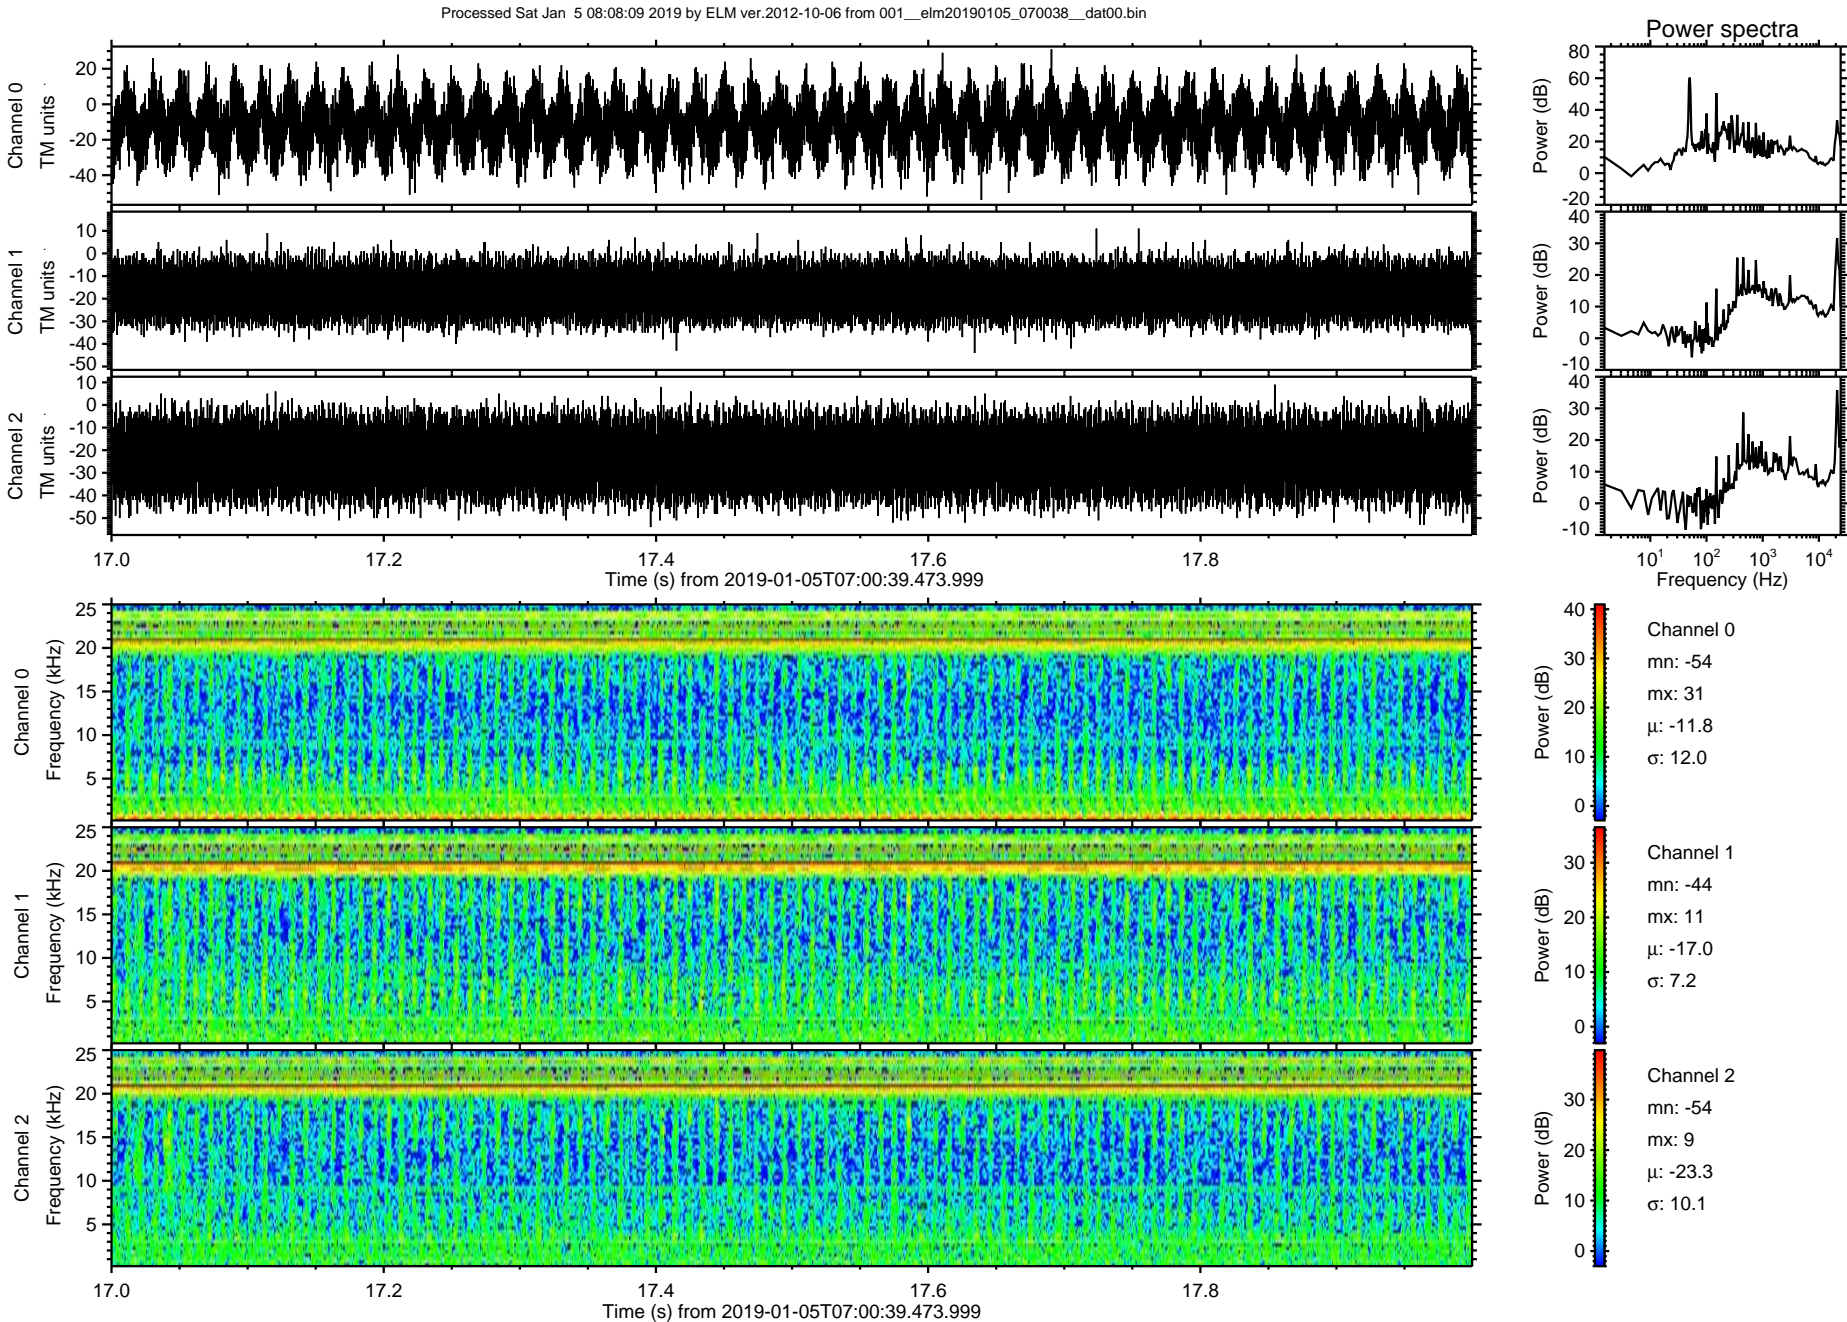 Processed Sat Jan  5 08:08:09 2019 by ELM ver.2012-10-06 from 001__elm20190105_070038__dat00.bin
Power spectra
Channel 0
TM units
20
0
-20
-40
Power (dB)
80
60
40
20
0
-20
Channel 1
TM units
10
0
-10
-20
-30
-40
-50
Power (dB)
40
30
20
10
0
-10
Channel 2
TM units
10
0
-10
-20
-30
-40
-50
Power (dB)
40
30
20
10
0
-10
17.0 17.2 17.4 17.6 17.8
Time (s) from 2019-01-05T07:00:39.473.999
10^1 10^2 10^3 10^4
Frequency (Hz)
Channel 0
Frequency (kHz)
25
20
15
10
5
Power (dB)
40
30
20
10
0
Channel 0
mn: -54
mx: 31
μ: -11.8
σ: 12.0
Channel 1
Frequency (kHz)
25
20
15
10
5
Power (dB)
30
20
10
0
Channel 1
mn: -44
mx: 11
μ: -17.0
σ: 7.2
Channel 2
Frequency (kHz)
25
20
15
10
5
Power (dB)
30
20
10
0
Channel 2
mn: -54
mx: 9
μ: -23.3
σ: 10.1
17.0 17.2 17.4 17.6 17.8
Time (s) from 2019-01-05T07:00:39.473.999